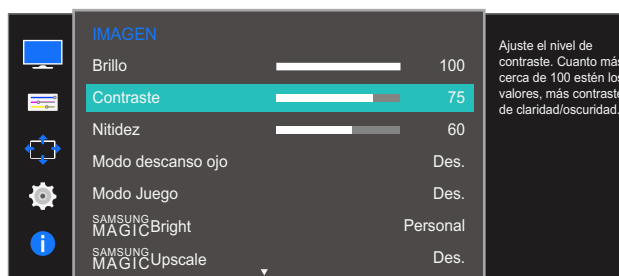 IMAGEN
Brillo 100
Contraste 75
Nitidez 60
Modo descanso ojo Des.
Modo Juego Des.
SAMSUNG MAGIC Bright Personal
SAMSUNG MAGIC Upscale Des.
Ajuste el nivel de
contraste. Cuanto más
cerca de 100 estén los
valores, más contraste
de claridad/oscuridad.